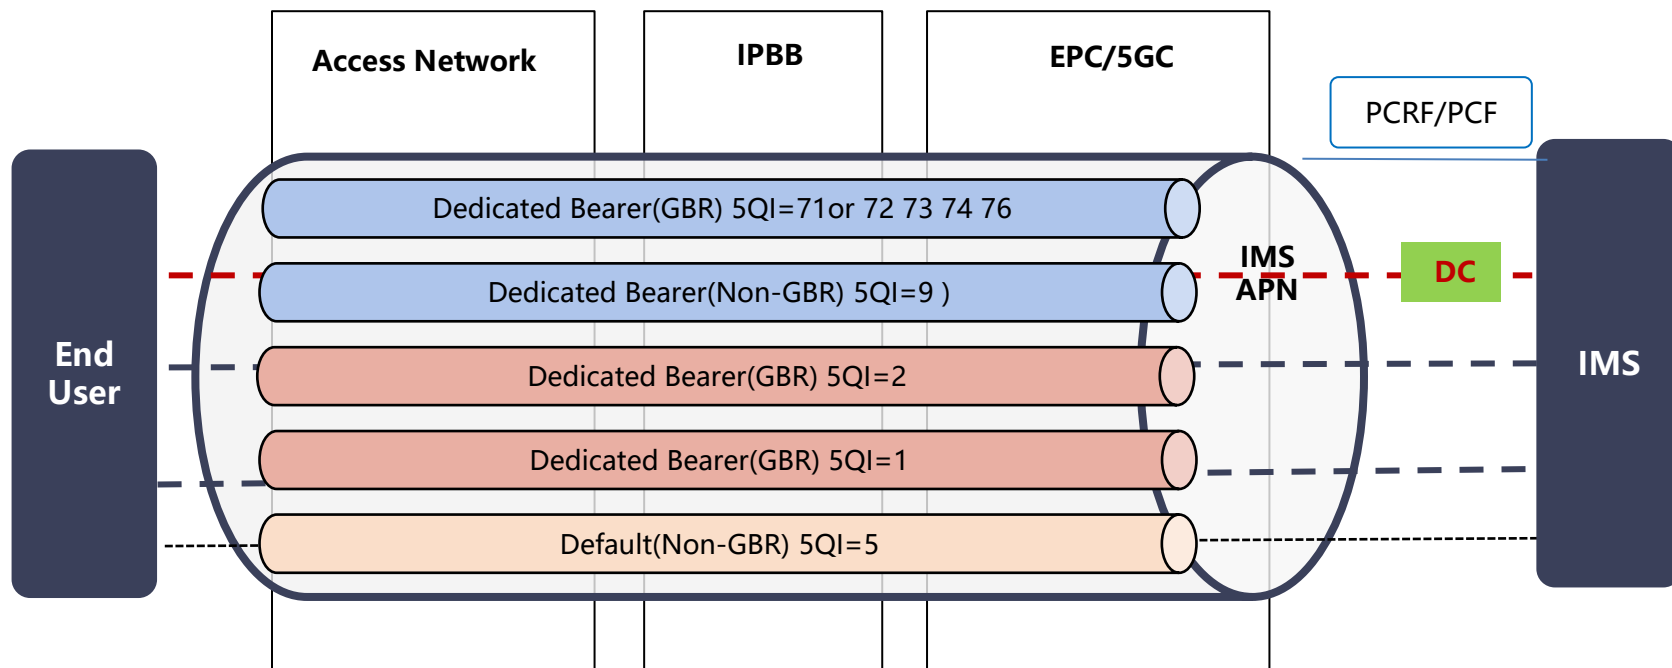 Access Network
IPBB
EPC/5GC
PCRF/PCF
Dedicated Bearer(GBR) 5QI=71or 72 73 74 76
Dedicated Bearer(Non-GBR) 5QI=9 )
IMS
APN
DC
End
User
Dedicated Bearer(GBR) 5QI=2
IMS
Dedicated Bearer(GBR) 5QI=1
Default(Non-GBR) 5QI=5